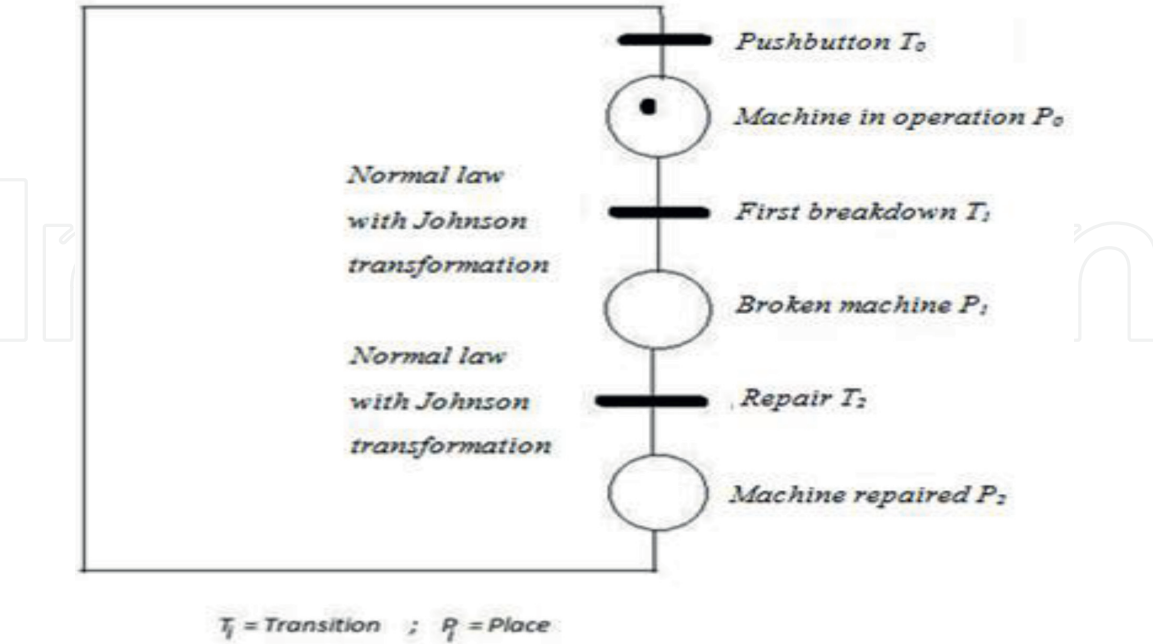 Pushbutton T₀
Machine in operation P₀
Normal law
with Johnson
transformation
First breakdown T₁
Broken machine P₁
Normal law
with Johnson
transformation
Repair T₂
Machine repaired P₂
Tᵢ = Transition ; Pᵢ = Place